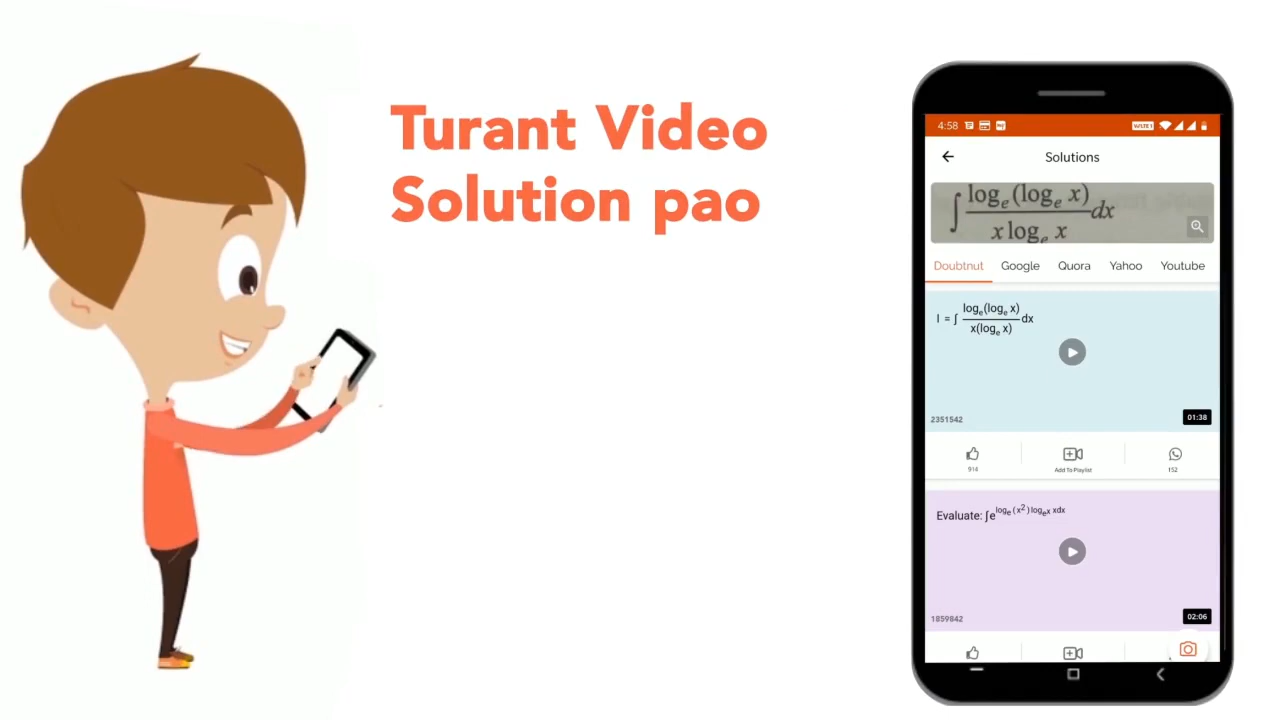 Turant Video
Solution pao
4:58
VoLTE1
Solutions
∫ logₑ(logₑ x) / x logₑ x dx
Doubtnut Google Quora Yahoo Youtube
I = ∫ logₑ(logₑ x) / x(logₑ x) dx
2351542 01:38
914 Add To Playlist 152
Evaluate: ∫e^logₑ(x²)logₑx xdx
1859842 02:06